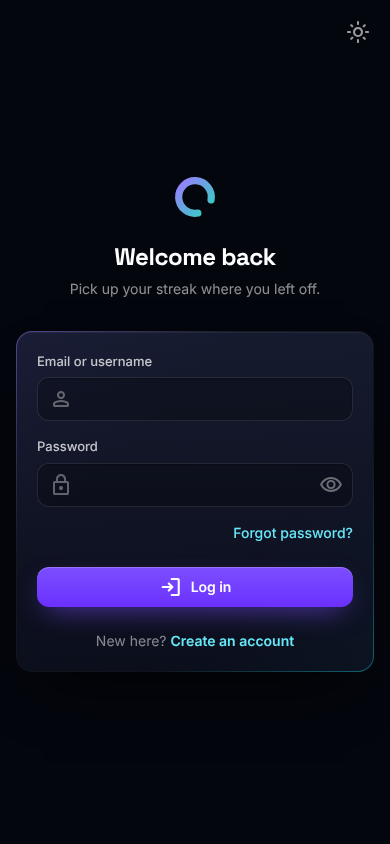 Welcome back
Pick up your streak where you left off.
Email or username
Password
Forgot password?
Log in
New here? Create an account